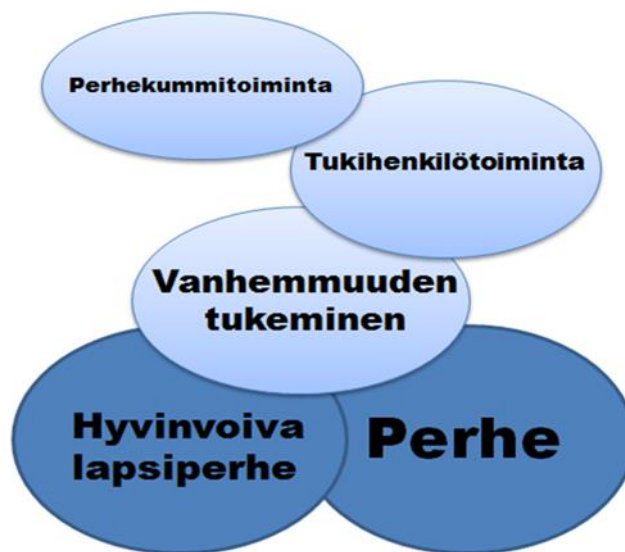 Perhekummitoiminta
Tukihenkilötoiminta
Vanhemmuuden
tukeminen
Hyvinvoiva
lapsiperhe
Perhe